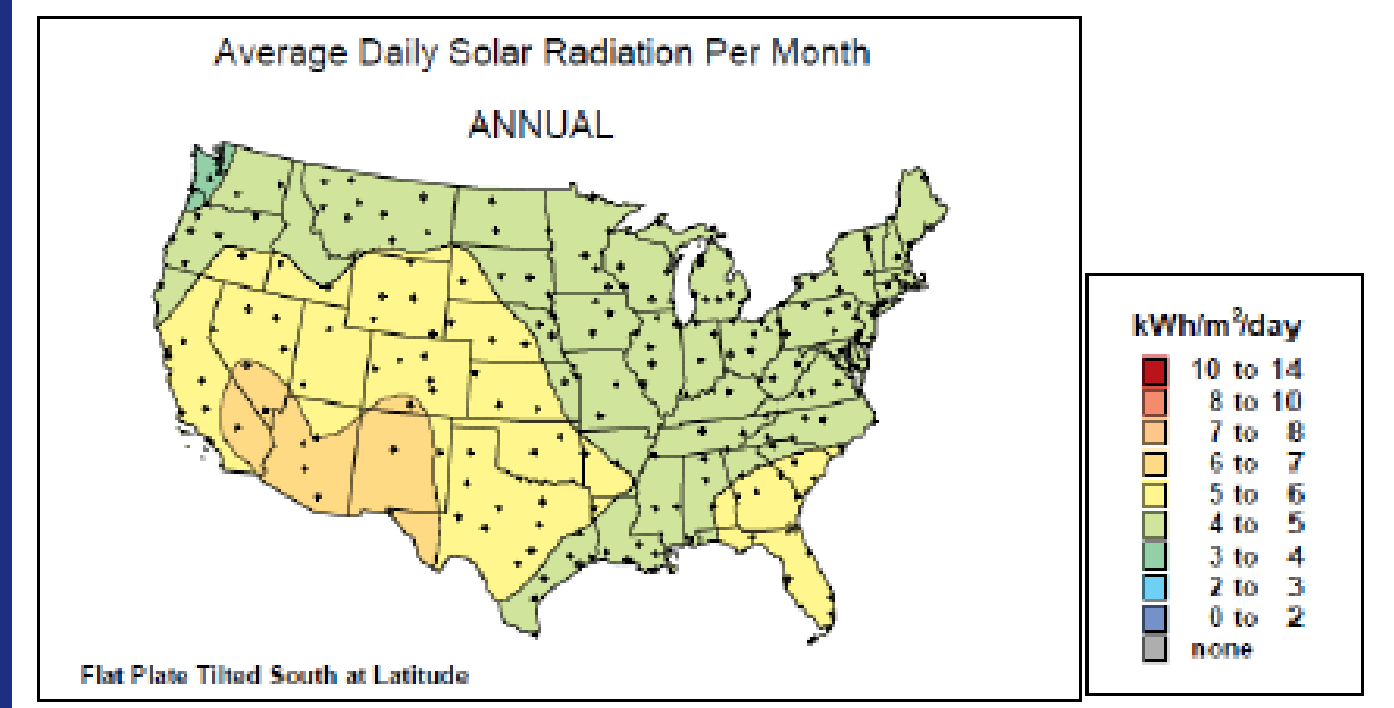 Average Daily Solar Radiation Per Month
ANNUAL
Flat Plate Tilted South at Latitude
kWh/m²/day
10 to 14
8 to 10
7 to 8
6 to 7
5 to 6
4 to 5
3 to 4
2 to 3
0 to 2
none